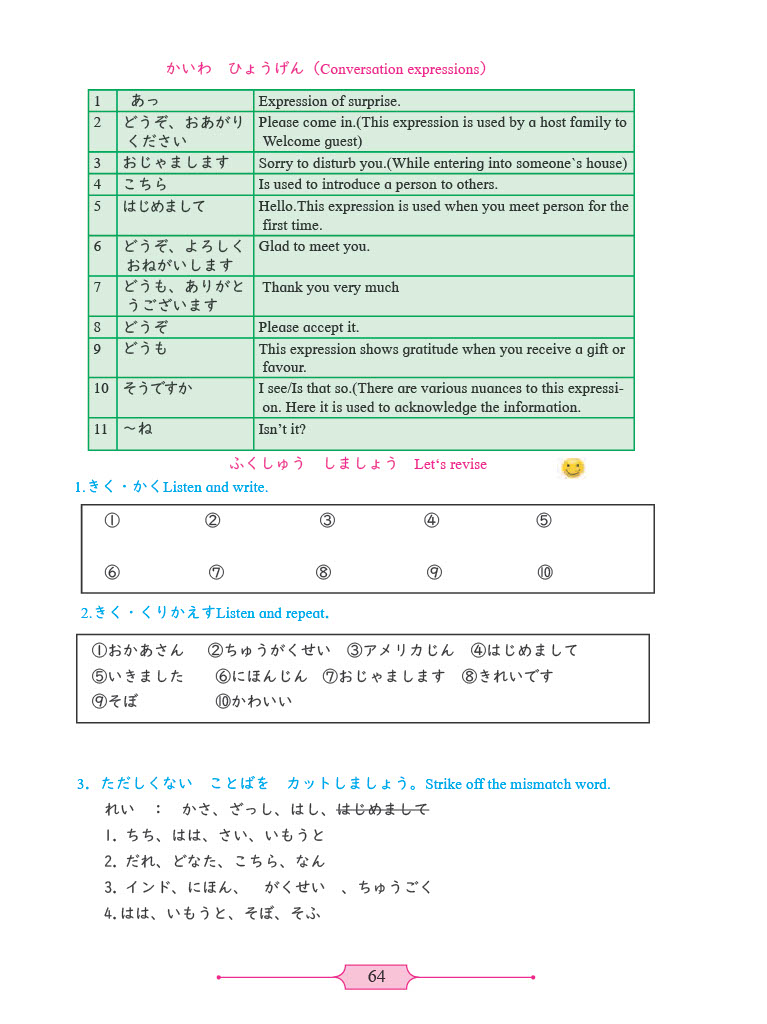 かいわ　ひょうげん（Conversation expressions）
1 あっ Expression of surprise.
2 どうぞ、おあがり Please come in.(This expression is used by a host family to
ください Welcome guest)
3 おじゃまします Sorry to disturb you.(While entering into someone`s house)
4 こちら Is used to introduce a person to others.
5 はじめまして Hello.This expression is used when you meet person for the
first time.
6 どうぞ、よろしく Glad to meet you.
おねがいします
7 どうも、ありがと Thank you very much
うございます
8 どうぞ Please accept it.
9 どうも This expression shows gratitude when you receive a gift or
favour.
10 そうですか I see/Is that so.(There are various nuances to this expressi-
on. Here it is used to acknowledge the information.
11 ～ね Isn't it?
ふくしゅう　しましょう　Let's revise
1.きく・かくListen and write.
① ② ③ ④ ⑤
⑥ ⑦ ⑧ ⑨ ⑩
2.きく・くりかえすListen and repeat.
①おかあさん ②ちゅうがくせい ③アメリカじん ④はじめまして
⑤いきました ⑥にほんじん ⑦おじゃまします ⑧きれいです
⑨そぼ ⑩かわいい
3. ただしくない　ことばを　カットしましょう。Strike off the mismatch word.
れい　：　かさ、ざっし、はし、はじめまして
1. ちち、はは、さい、いもうと
2. だれ、どなた、こちら、なん
3. インド、にほん、　がくせい　、ちゅうごく
4.はは、いもうと、そぼ、そふ
64